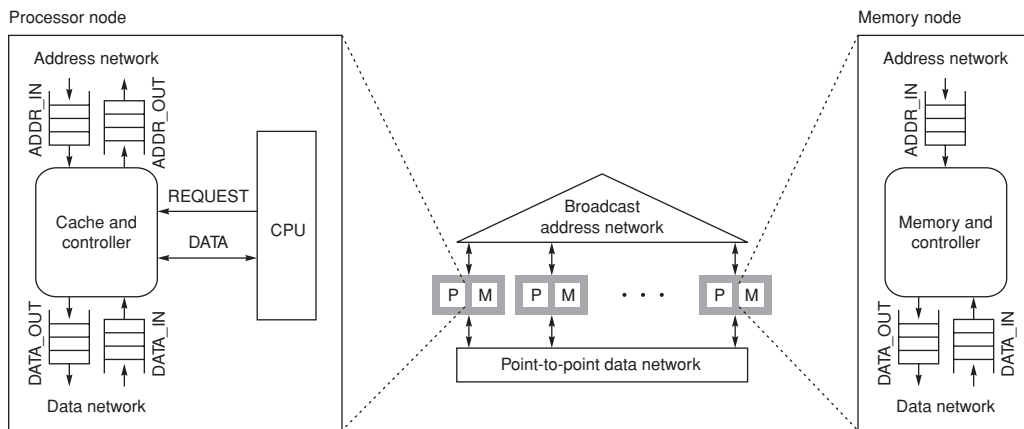 Processor node
Address network
ADDR_IN
ADDR_OUT
Cache and
controller
REQUEST
DATA
CPU
DATA_OUT
DATA_IN
Data network
Broadcast
address network
P M
P M
. . .
P M
Point-to-point data network
Memory node
Address network
ADDR_IN
Memory and
controller
DATA_OUT
DATA_IN
Data network